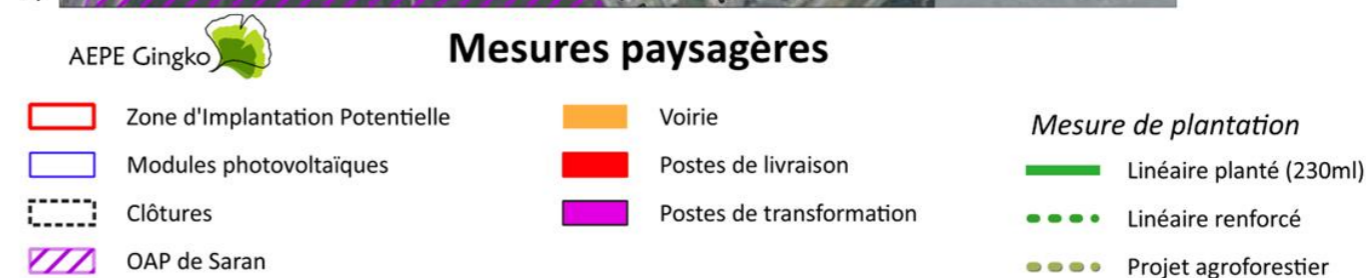 AEPE Gingko
Mesures paysagères
Zone d'Implantation Potentielle
Modules photovoltaïques
Clôtures
OAP de Saran
Voirie
Postes de livraison
Postes de transformation
Mesure de plantation
Linéaire planté (230ml)
Linéaire renforcé
Projet agroforestier